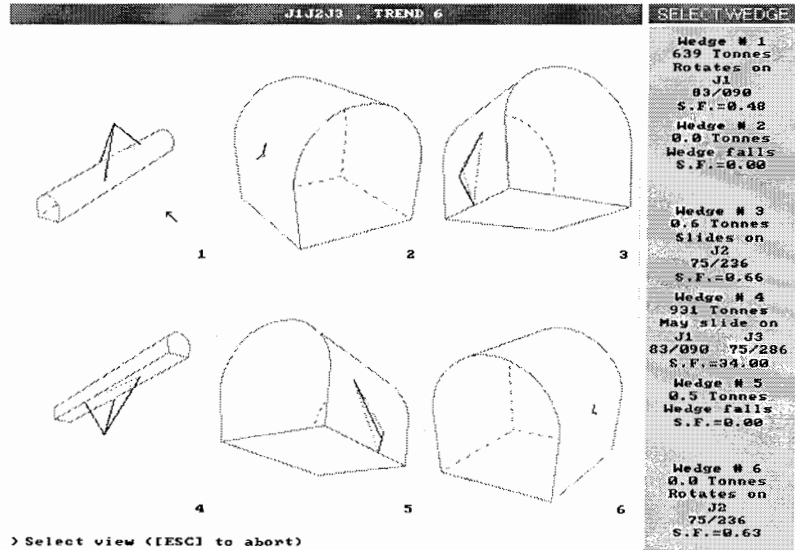 J1J2J3 , TREND 6
SELECT WEDGE
Wedge # 1
639 Tonnes
Rotates on
J1
83/090
S.F.=0.48
Wedge # 2
0.0 Tonnes
Wedge falls
S.F.=0.00
Wedge # 3
0.6 Tonnes
Slides on
J2
75/236
S.F.=0.66
Wedge # 4
931 Tonnes
May slide on
J1 J3
83/090 75/286
S.F.=34.00
Wedge # 5
0.5 Tonnes
Wedge falls
S.F.=0.00
Wedge # 6
0.0 Tonnes
Rotates on
J2
75/236
S.F.=0.63
1
2
3
4
5
6
> Select view ([ESC] to abort)